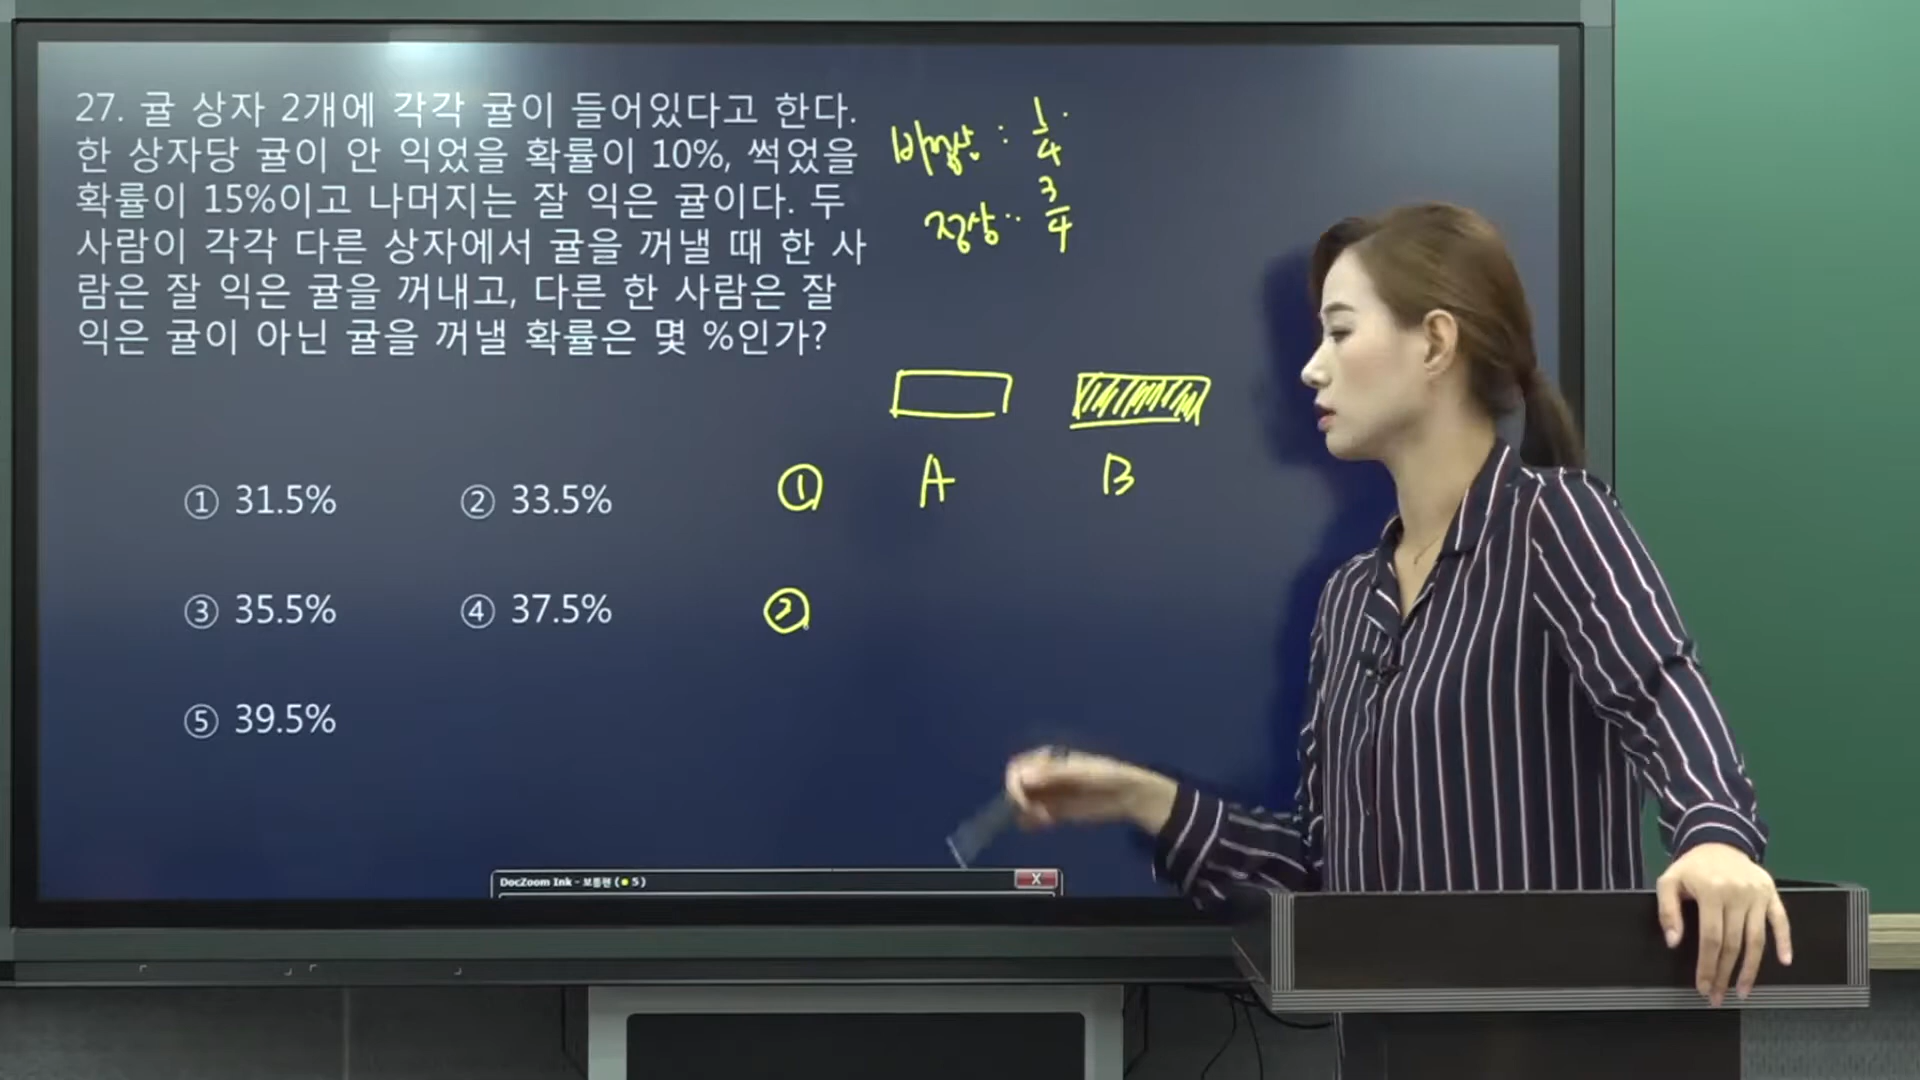 27. 귤 상자 2개에 각각 귤이 들어있다고 한다.
한 상자당 귤이 안 익었을 확률이 10%, 썩었을
확률이 15%이고 나머지는 잘 익은 귤이다. 두
사람이 각각 다른 상자에서 귤을 꺼낼 때 한 사
람은 잘 익은 귤을 꺼내고, 다른 한 사람은 잘
익은 귤이 아닌 귤을 꺼낼 확률은 몇 %인가?
비정상 : 1/4
정상 : 3/4
A B
①
②
① 31.5% ② 33.5%
③ 35.5% ④ 37.5%
⑤ 39.5%
DocZoom Ink - 보통펜 ( 5 )
X